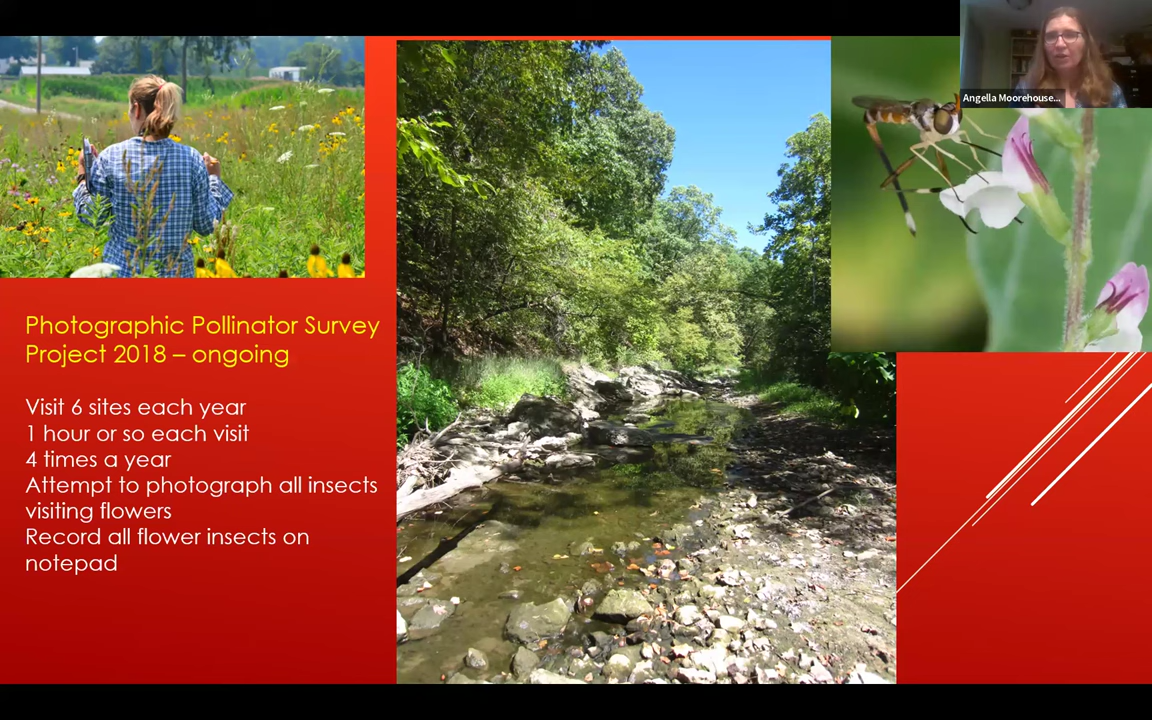 Angella Moorehouse...
Photographic Pollinator Survey
Project 2018 – ongoing
Visit 6 sites each year
1 hour or so each visit
4 times a year
Attempt to photograph all insects
visiting flowers
Record all flower insects on
notepad